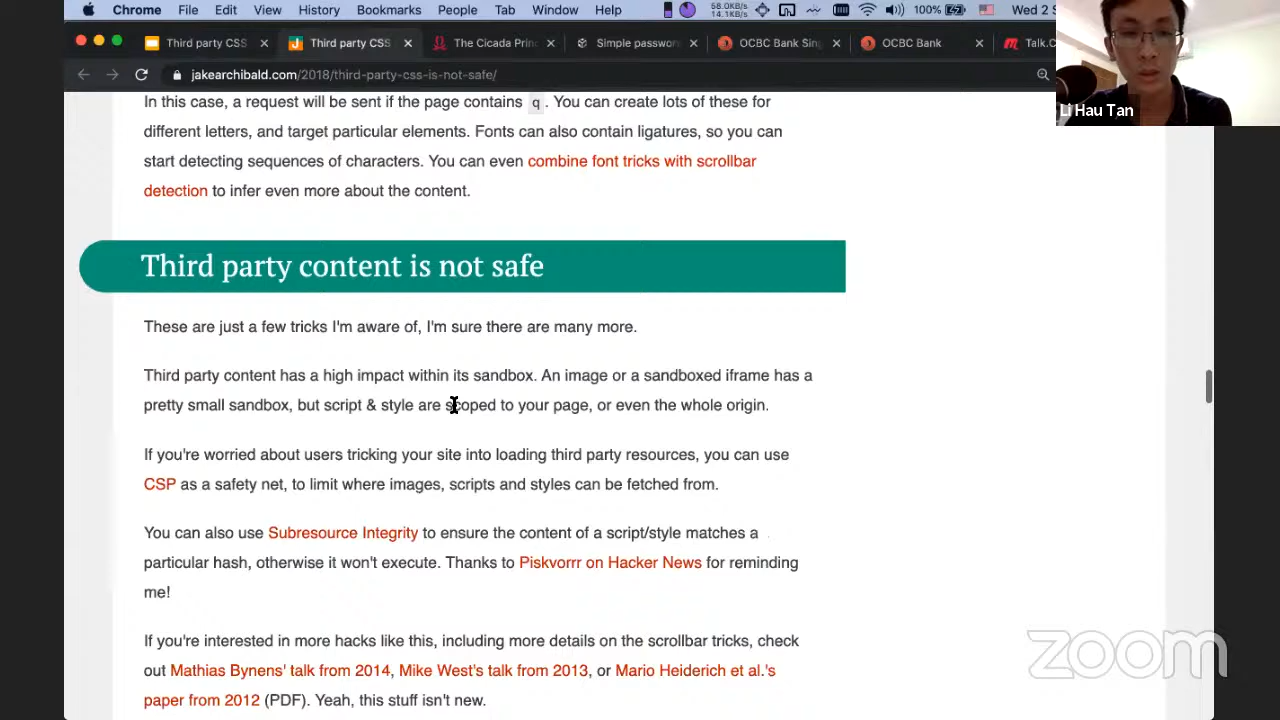 Chrome File Edit View History Bookmarks People Tab Window Help 58.0KB/s 14.1KB/s 100% Wed 2 S
Third party CSS Third party CSS The Cicada Prin Simple passwor OCBC Bank Sin OCBC Bank Talk.C
jakearchibald.com/2018/third-party-css-is-not-safe/
Li Hau Tan
In this case, a request will be sent if the page contains q . You can create lots of these for
different letters, and target particular elements. Fonts can also contain ligatures, so you can
start detecting sequences of characters. You can even combine font tricks with scrollbar
detection to infer even more about the content.
Third party content is not safe
These are just a few tricks I'm aware of, I'm sure there are many more.
Third party content has a high impact within its sandbox. An image or a sandboxed iframe has a
pretty small sandbox, but script & style are scoped to your page, or even the whole origin.
If you're worried about users tricking your site into loading third party resources, you can use
CSP as a safety net, to limit where images, scripts and styles can be fetched from.
You can also use Subresource Integrity to ensure the content of a script/style matches a
particular hash, otherwise it won't execute. Thanks to Piskvorrr on Hacker News for reminding
me!
If you're interested in more hacks like this, including more details on the scrollbar tricks, check
out Mathias Bynens' talk from 2014, Mike West's talk from 2013, or Mario Heiderich et al.'s
paper from 2012 (PDF). Yeah, this stuff isn't new.
zoom